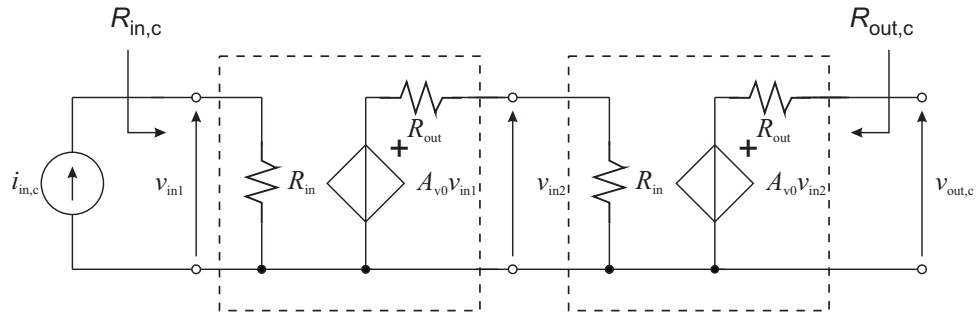 R_in,c
R_out,c
i_in,c
v_in1
R_in
+
R_out
A_v0 v_in1
v_in2
R_in
+
R_out
A_v0 v_in2
v_out,c